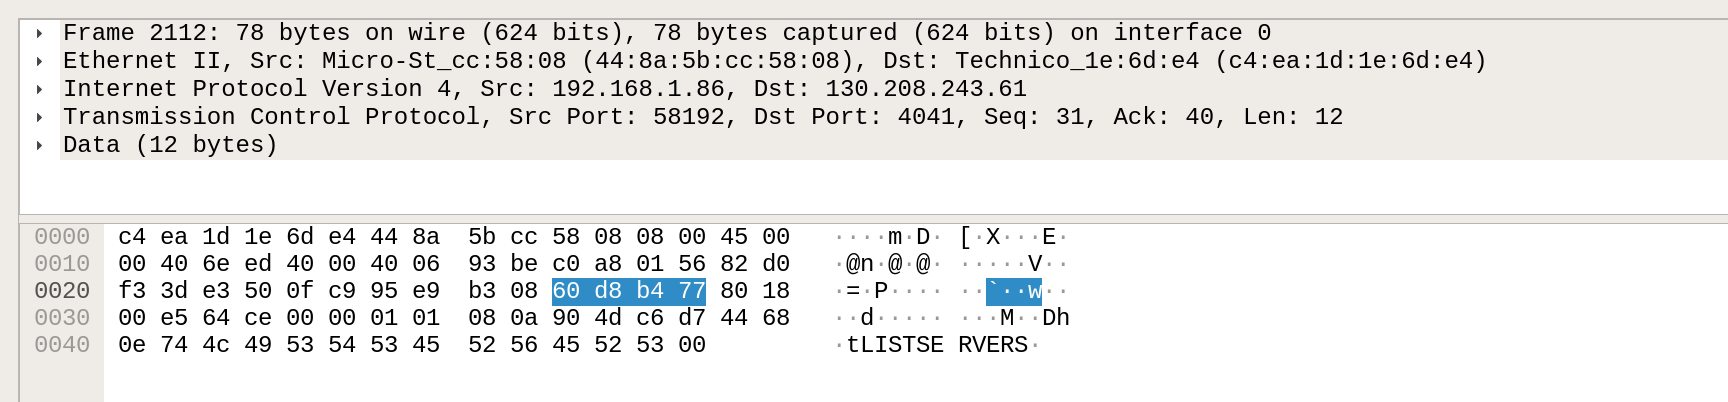 Frame 2112: 78 bytes on wire (624 bits), 78 bytes captured (624 bits) on interface 0
Ethernet II, Src: Micro-St_cc:58:08 (44:8a:5b:cc:58:08), Dst: Technico_1e:6d:e4 (c4:ea:1d:1e:6d:e4)
Internet Protocol Version 4, Src: 192.168.1.86, Dst: 130.208.243.61
Transmission Control Protocol, Src Port: 58192, Dst Port: 4041, Seq: 31, Ack: 40, Len: 12
Data (12 bytes)
0000 c4 ea 1d 1e 6d e4 44 8a 5b cc 58 08 08 00 45 00 ····m·D· [·X···E·
0010 00 40 6e ed 40 00 40 06 93 be c0 a8 01 56 82 d0 ·@n·@·@· ·····V··
0020 f3 3d e3 50 0f c9 95 e9 b3 08 60 d8 b4 77 80 18 ·=·P···· ··`··w··
0030 00 e5 64 ce 00 00 01 01 08 0a 90 4d c6 d7 44 68 ··d····· ···M··Dh
0040 0e 74 4c 49 53 54 53 45 52 56 45 52 53 00 ·tLISTSE RVERS·